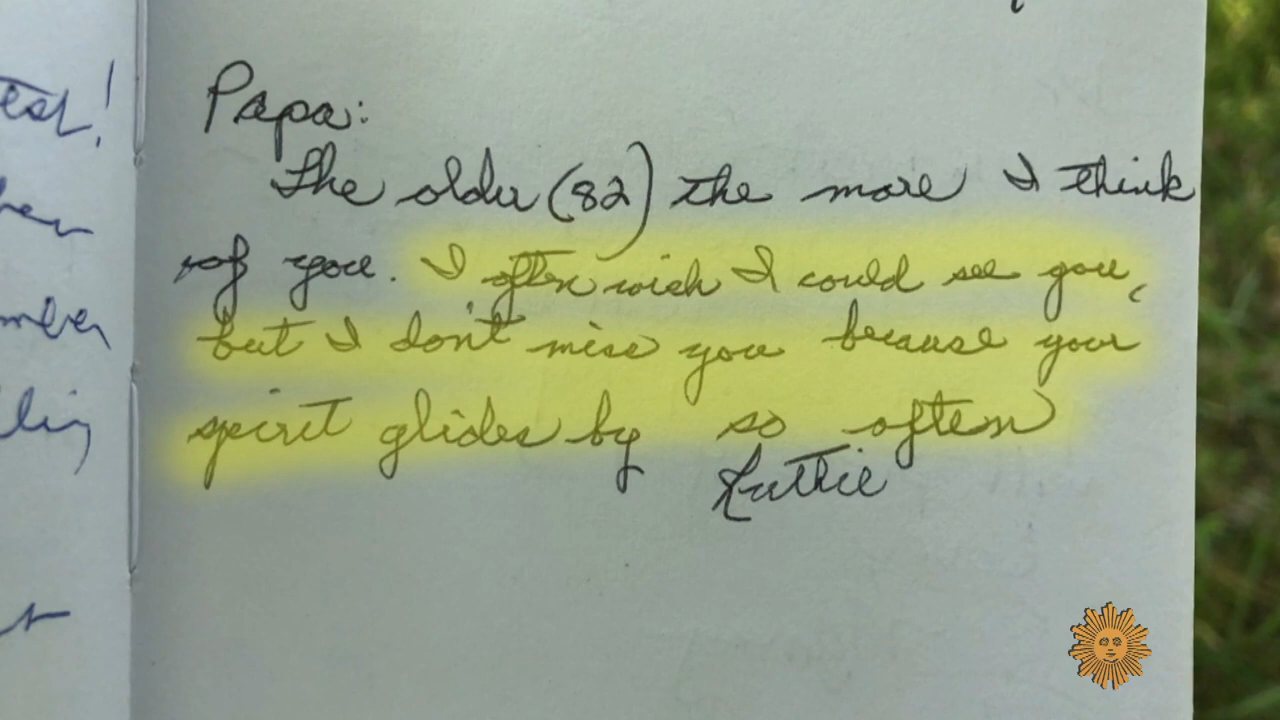 est!
Papa:
The older (82) the more I think
of you. I often wish I could see you,
but I don't miss you because your
spirit glides by so often